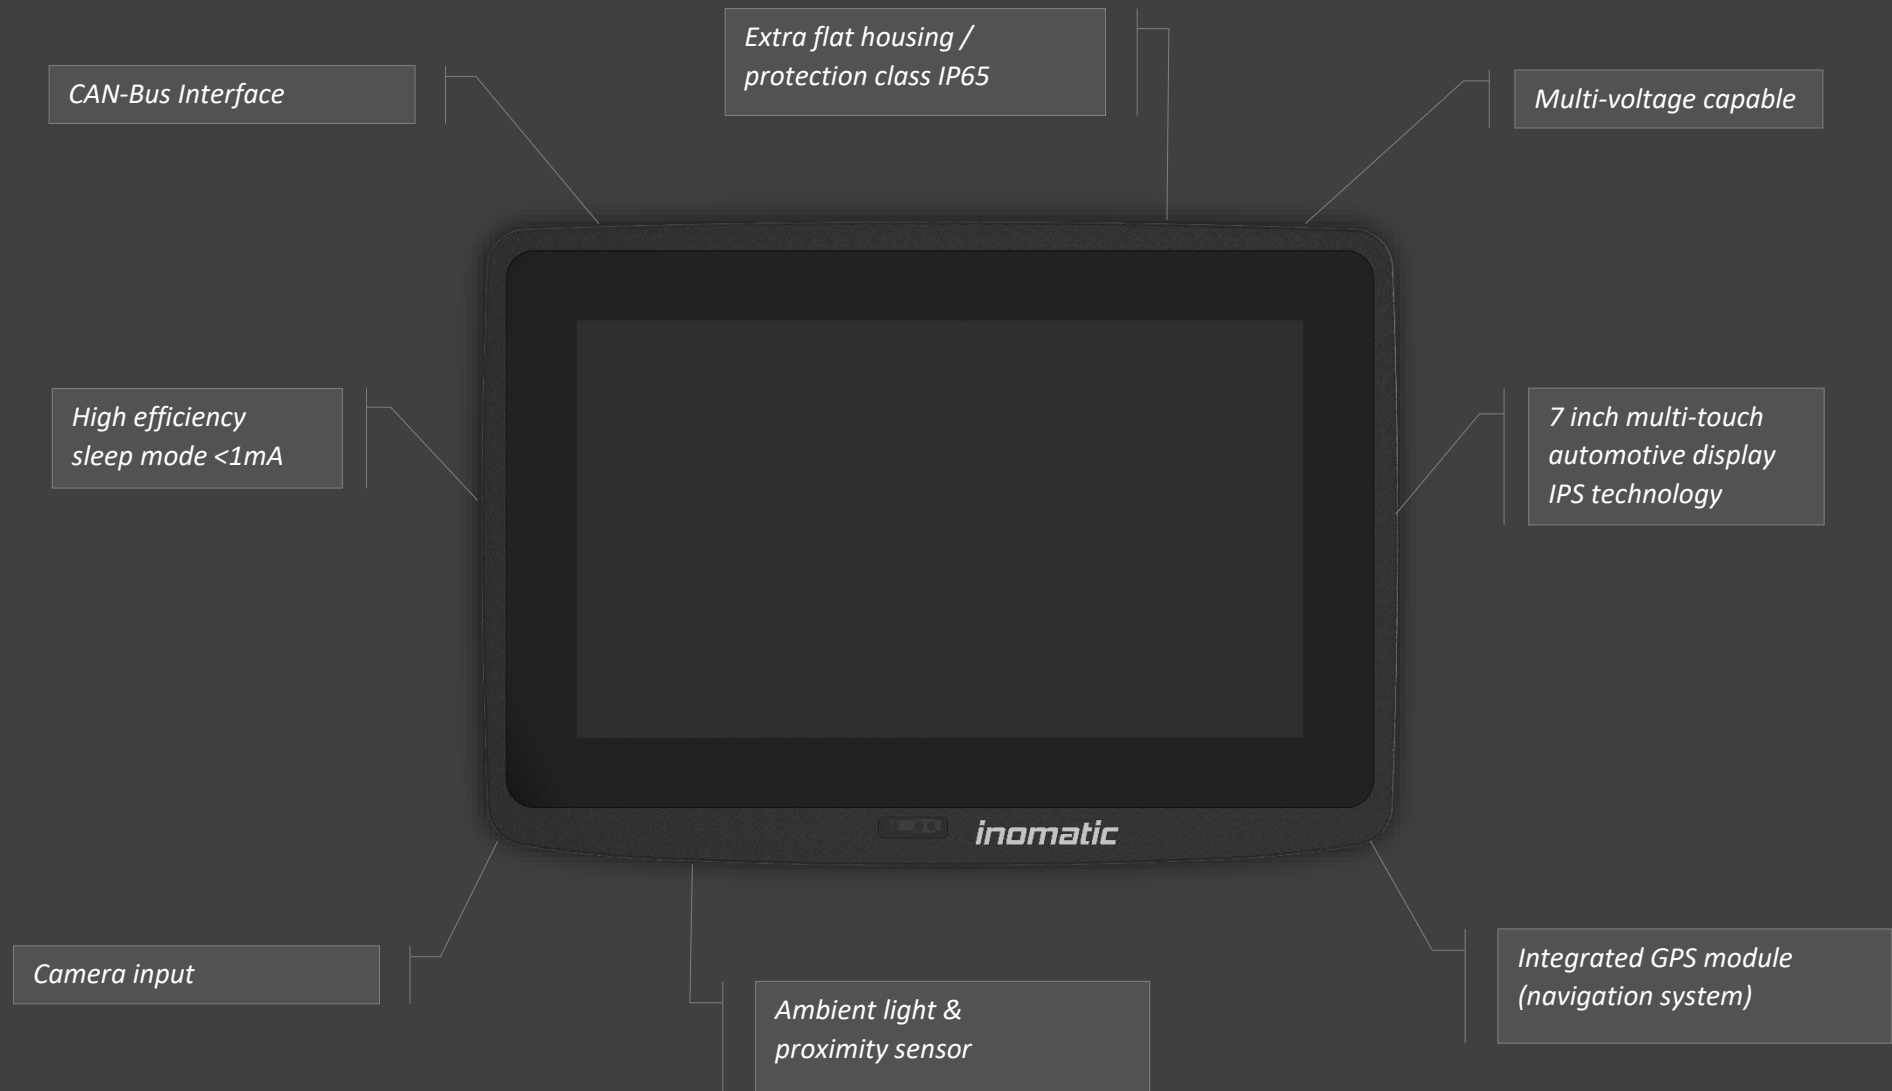 Extra flat housing /
protection class IP65
CAN-Bus Interface
Multi-voltage capable
High efficiency
sleep mode <1mA
7 inch multi-touch
automotive display
IPS technology
inomatic
Camera input
Integrated GPS module
(navigation system)
Ambient light &
proximity sensor